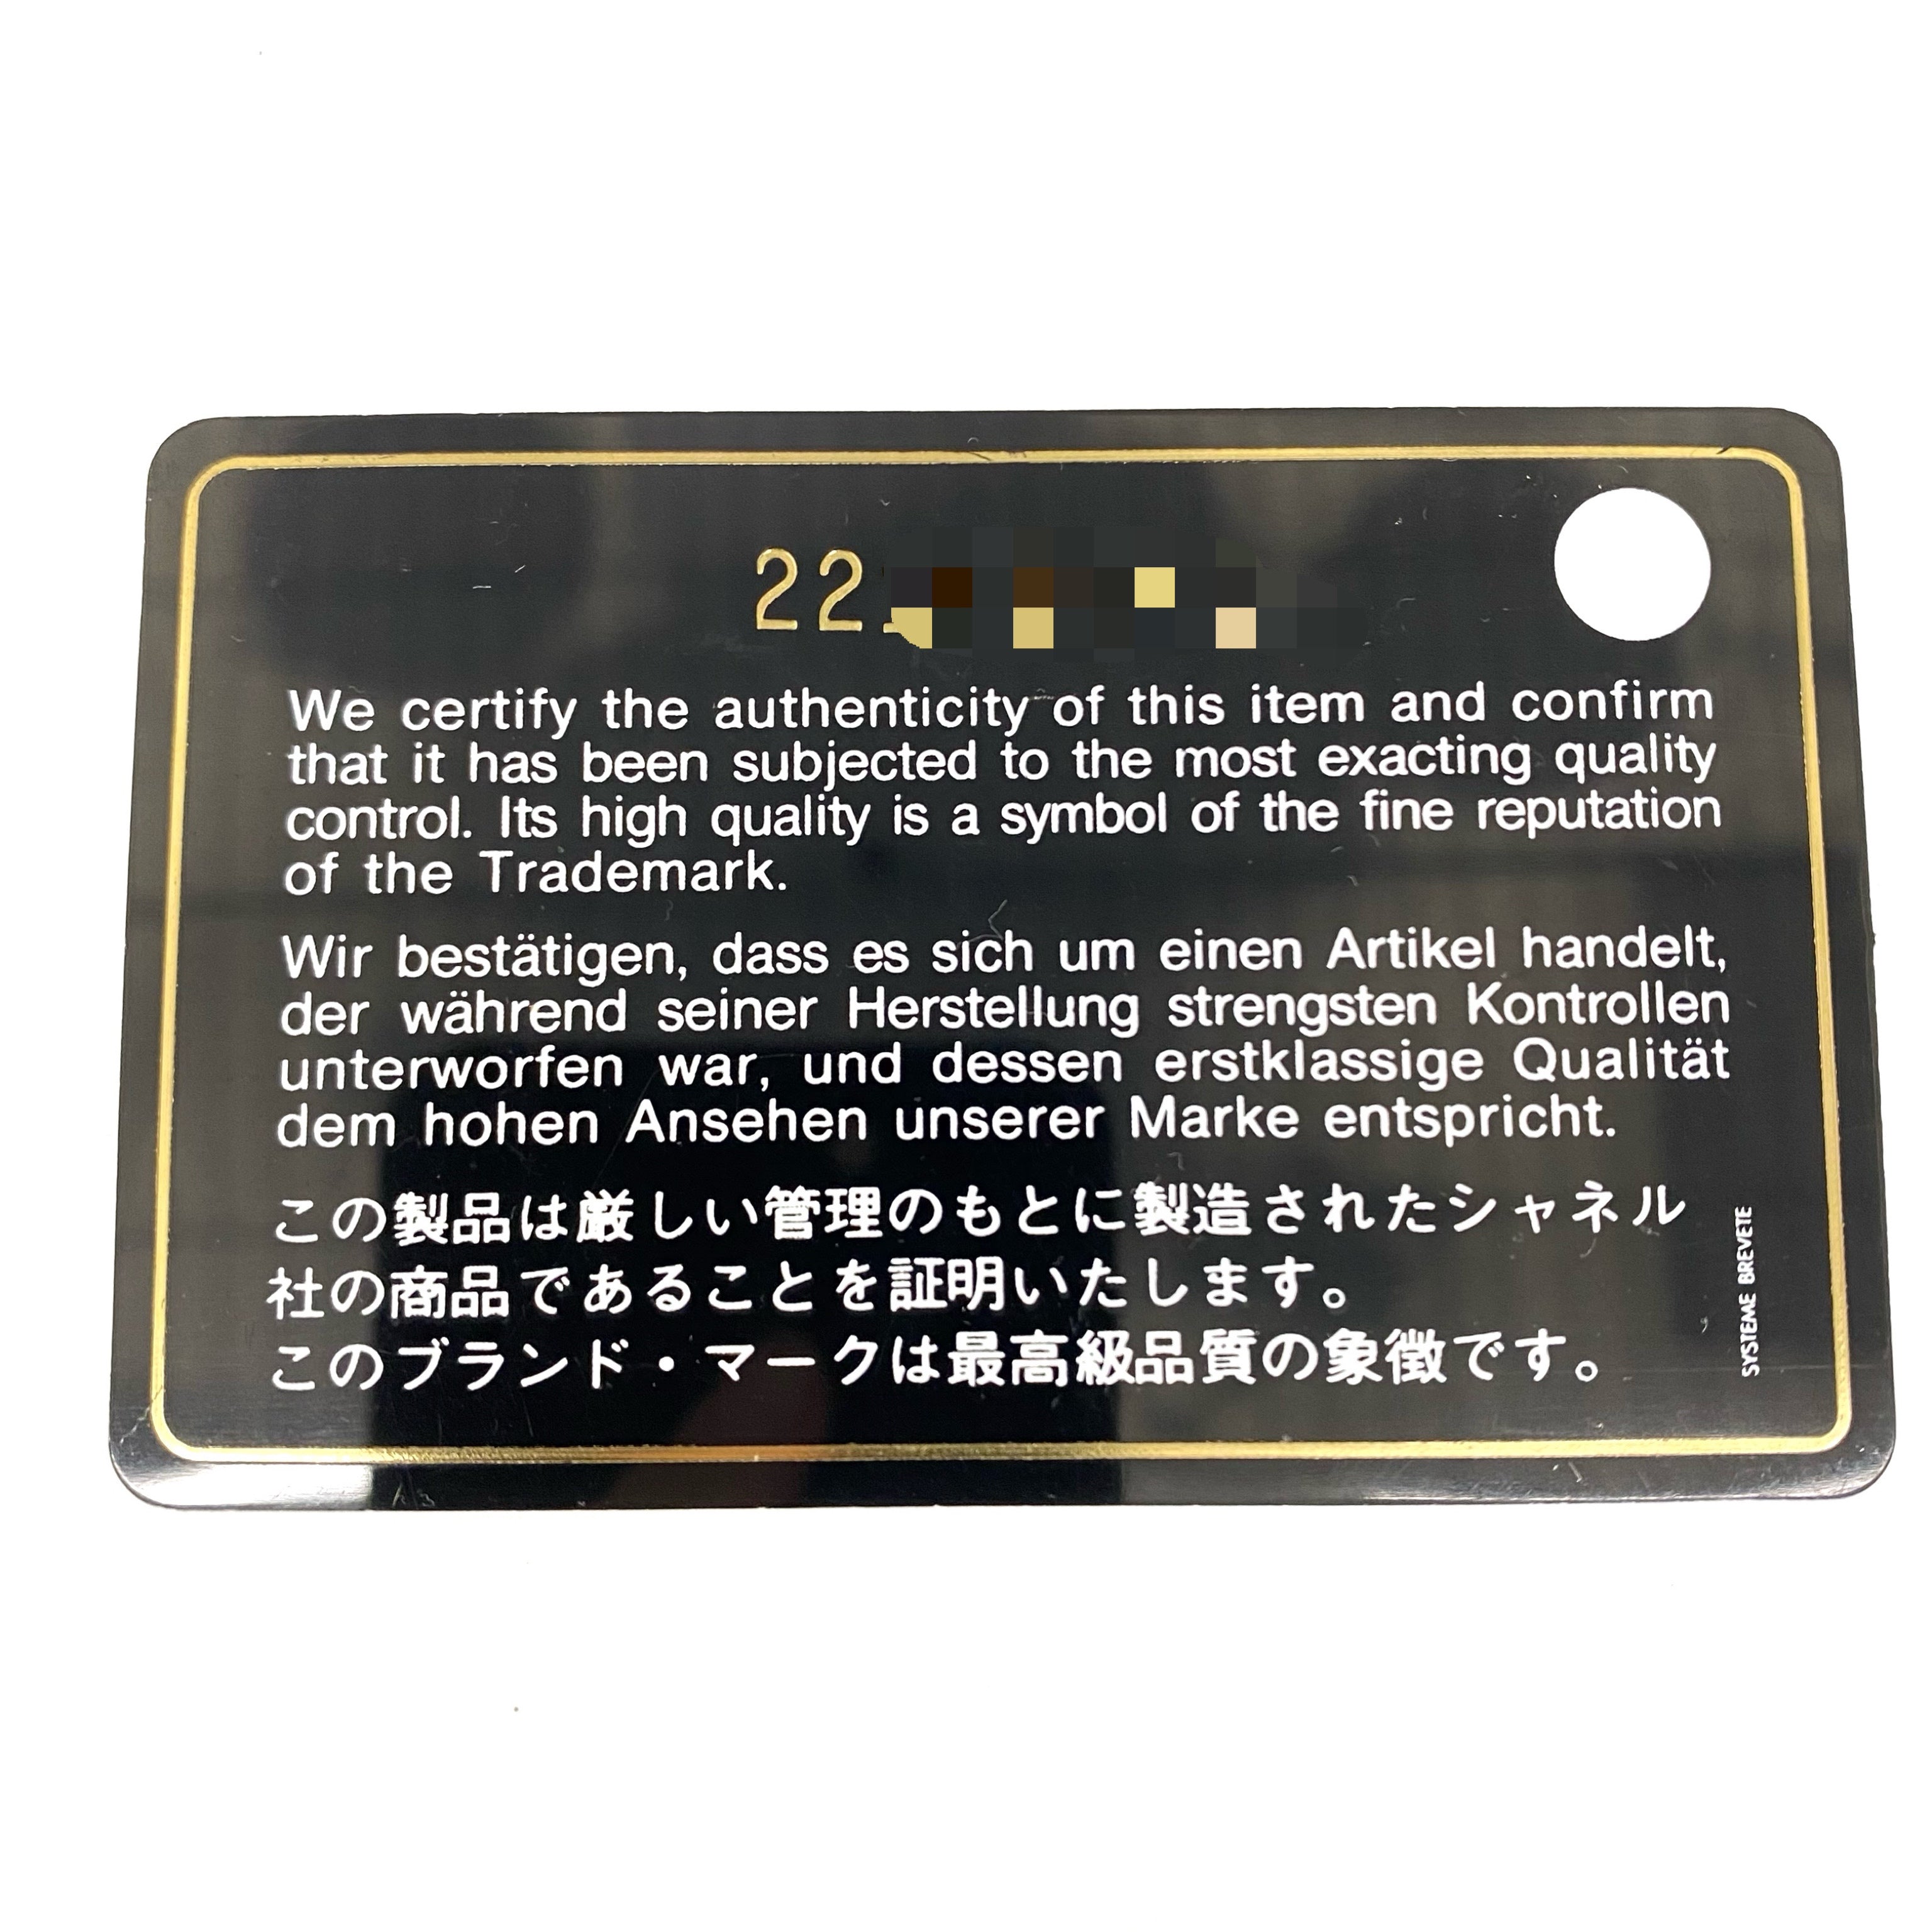 22
We certify the authenticity of this item and confirm
that it has been subjected to the most exacting quality
control. Its high quality is a symbol of the fine reputation
of the Trademark.
Wir bestätigen, dass es sich um einen Artikel handelt,
der während seiner Herstellung strengsten Kontrollen
unterworfen war, und dessen erstklassige Qualität
dem hohen Ansehen unserer Marke entspricht.
この製品は厳しい管理のもとに製造されたシャネル
社の商品であることを証明いたします。
このブランド・マークは最高級品質の象徴です。
SYSTEME BREVETE